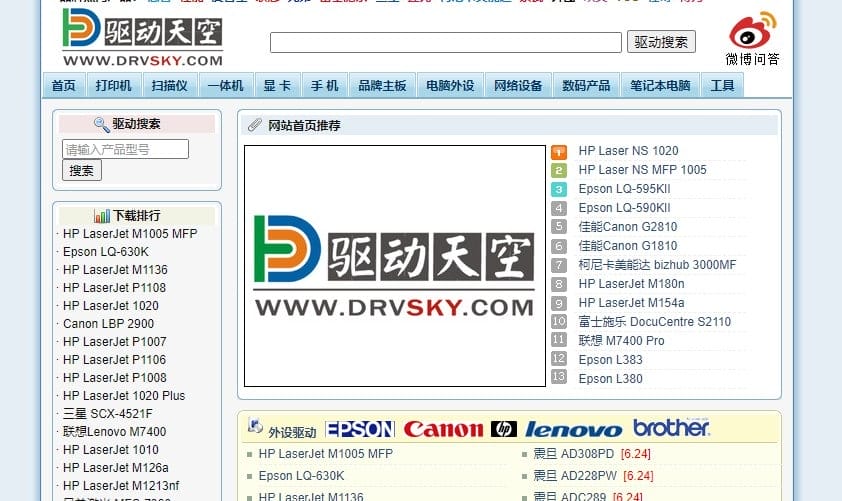 驱动天空
WWW.DRVSKY.COM
驱动搜索
微博问答
首页 打印机 扫描仪 一体机 显 卡 手 机 品牌主板 电脑外设 网络设备 数码产品 笔记本电脑 工具
驱动搜索
请输入产品型号
搜索
下载排行
· HP LaserJet M1005 MFP
· Epson LQ-630K
· HP LaserJet M1136
· HP LaserJet P1108
· HP LaserJet 1020
· Canon LBP 2900
· HP LaserJet P1007
· HP LaserJet P1106
· HP LaserJet P1008
· HP LaserJet 1020 Plus
· 三星 SCX-4521F
· 联想Lenovo M7400
· HP LaserJet 1010
· HP LaserJet M126a
· HP LaserJet M1213nf
网站首页推荐
驱动天空
WWW.DRVSKY.COM
1 HP Laser NS 1020
2 HP Laser NS MFP 1005
3 Epson LQ-595KII
4 Epson LQ-590KII
5 佳能Canon G2810
6 佳能Canon G1810
7 柯尼卡美能达 bizhub 3000MF
8 HP LaserJet M180n
9 HP LaserJet M154a
10 富士施乐 DocuCentre S2110
11 联想 M7400 Pro
12 Epson L383
13 Epson L380
外设驱动 EPSON Canon hp lenovo brother
HP LaserJet M1005 MFP
震旦 AD308PD [6.24]
Epson LQ-630K
震旦 AD228PW [6.24]
HP LaserJet M1136
震旦 ADC289 [6.24]